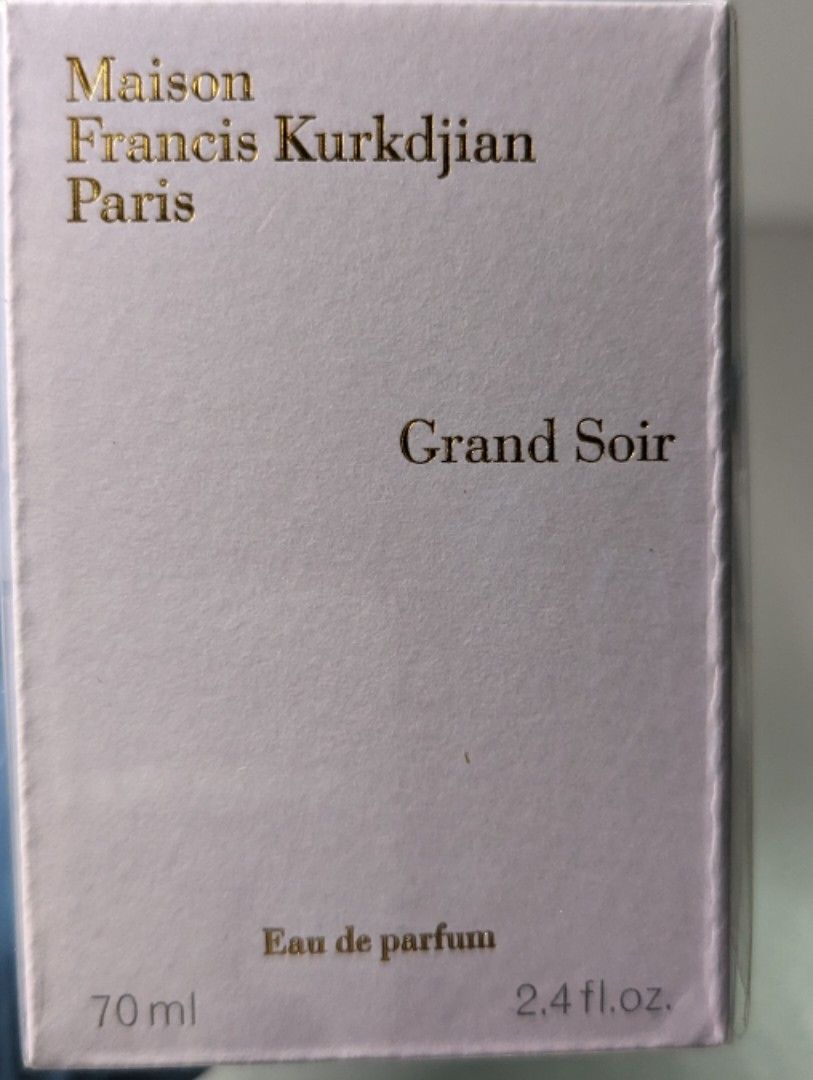 Maison
Francis Kurkdjian
Paris
Grand Soir
Eau de parfum
70 ml
2.4 fl.oz.